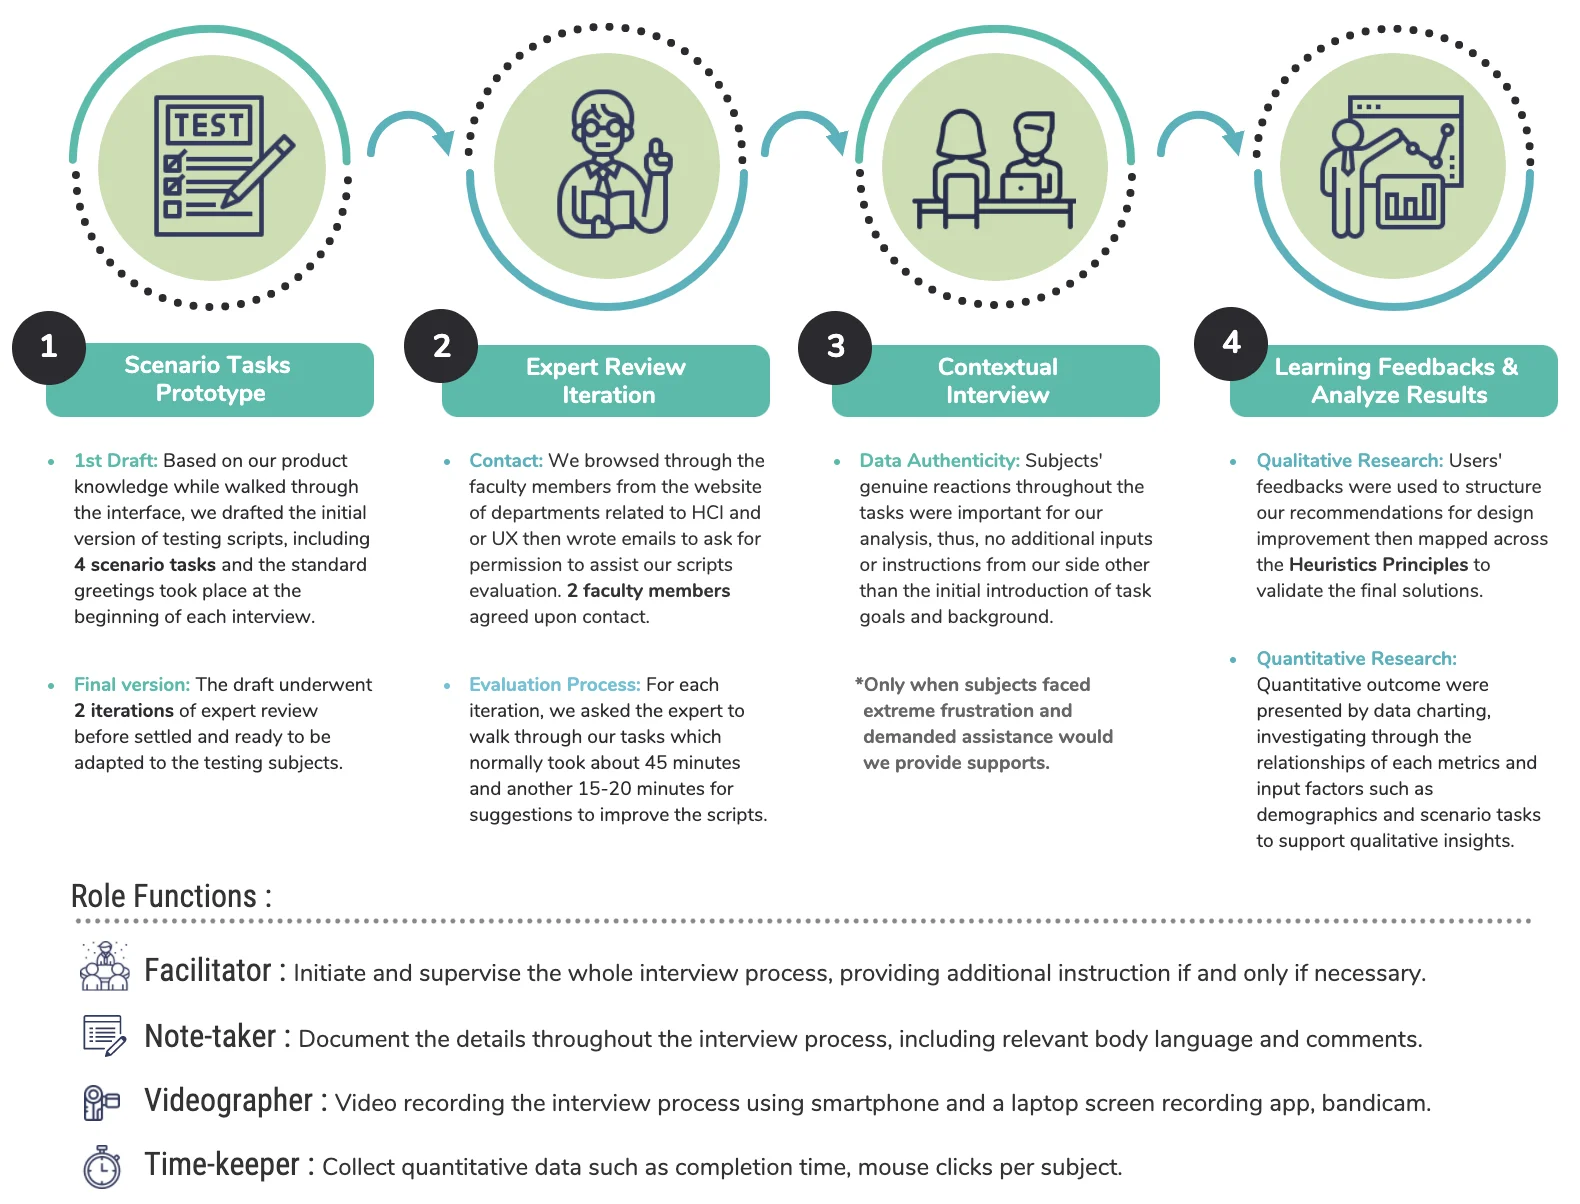 TEST
1
Scenario Tasks
Prototype
1st Draft: Based on our product
knowledge while walked through
the interface, we drafted the initial
version of testing scripts, including
4 scenario tasks and the standard
greetings took place at the
beginning of each interview.
Final version: The draft underwent
2 iterations of expert review
before settled and ready to be
adapted to the testing subjects.
2
Expert Review
Iteration
Contact: We browsed through the
faculty members from the website
of departments related to HCI and
or UX then wrote emails to ask for
permission to assist our scripts
evaluation. 2 faculty members
agreed upon contact.
Evaluation Process: For each
iteration, we asked the expert to
walk through our tasks which
normally took about 45 minutes
and another 15-20 minutes for
suggestions to improve the scripts.
3
Contextual
Interview
Data Authenticity: Subjects'
genuine reactions throughout the
tasks were important for our
analysis, thus, no additional inputs
or instructions from our side other
than the initial introduction of task
goals and background.
*Only when subjects faced
extreme frustration and
demanded assistance would
we provide supports.
4
Learning Feedbacks &
Analyze Results
Qualitative Research: Users'
feedbacks were used to structure
our recommendations for design
improvement then mapped across
the Heuristics Principles to
validate the final solutions.
Quantitative Research:
Quantitative outcome were
presented by data charting,
investigating through the
relationships of each metrics and
input factors such as
demographics and scenario tasks
to support qualitative insights.
Role Functions :
Facilitator : Initiate and supervise the whole interview process, providing additional instruction if and only if necessary.
Note-taker : Document the details throughout the interview process, including relevant body language and comments.
Videographer : Video recording the interview process using smartphone and a laptop screen recording app, bandicam.
Time-keeper : Collect quantitative data such as completion time, mouse clicks per subject.